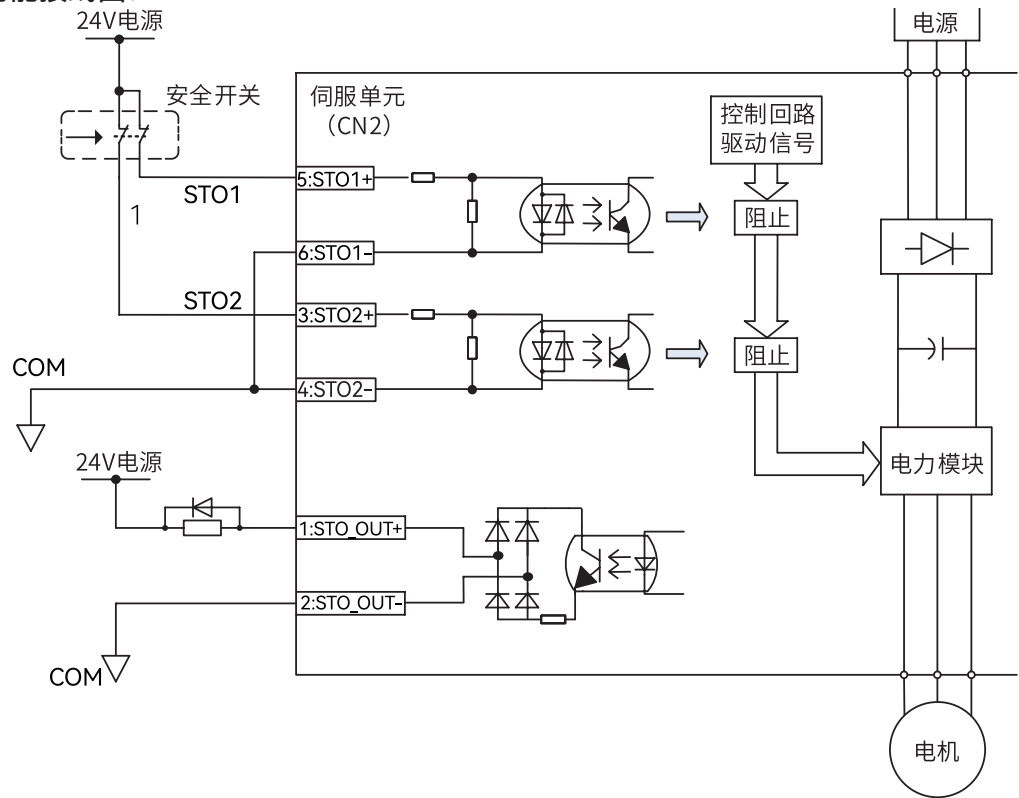 24V电源
电源
安全开关
伺服单元
（CN2）
控制回路
驱动信号
5:STO1+
STO1
1
阻止
6:STO1-
STO2
3:STO2+
阻止
COM
4:STO2-
24V电源
电力模块
1:STO_OUT+
2:STO_OUT-
COM
电机